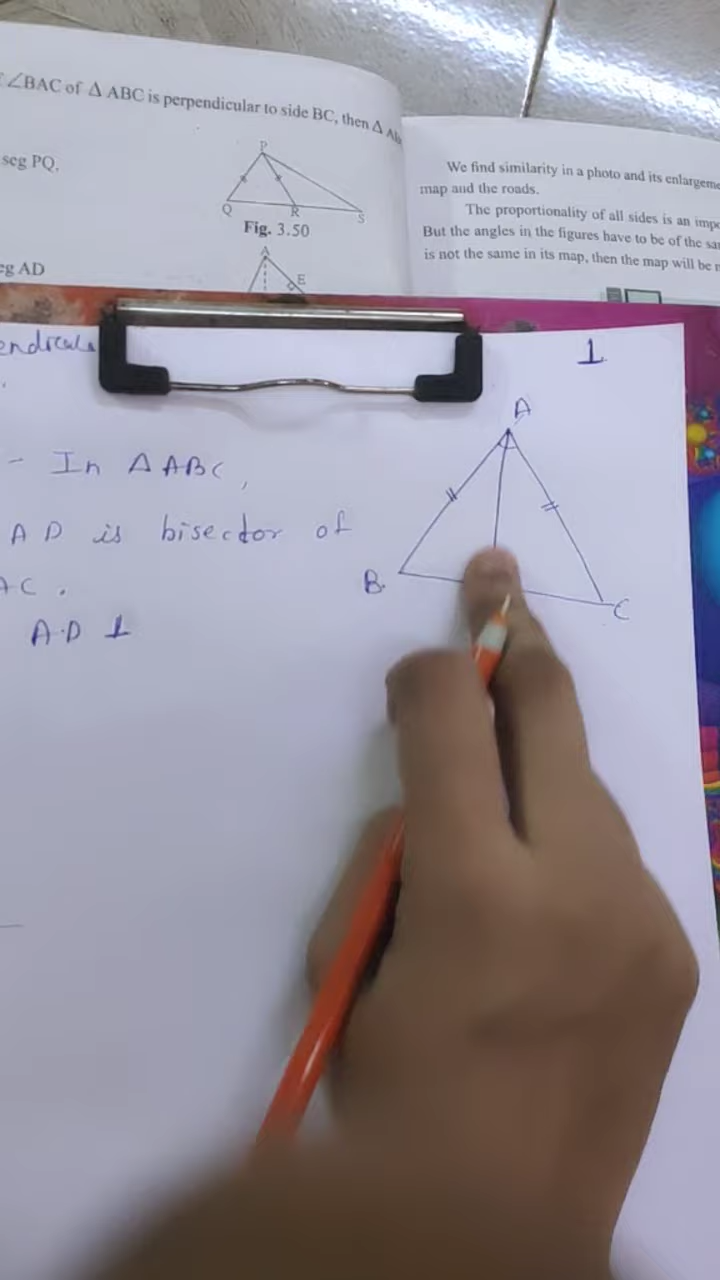 ∠BAC of Δ ABC is perpendicular to side BC, then Δ
seg PQ,
P
Q R S
Fig. 3.50
AD
A
E
We find similarity in a photo and its
map and the roads.
The proportionality of all sides is an
But the angles in the figures have to be of the
is not the same in its map, then the map will be
1
- In Δ ABC,
AD is bisector of
AC.
A.D ⊥
A
B
C